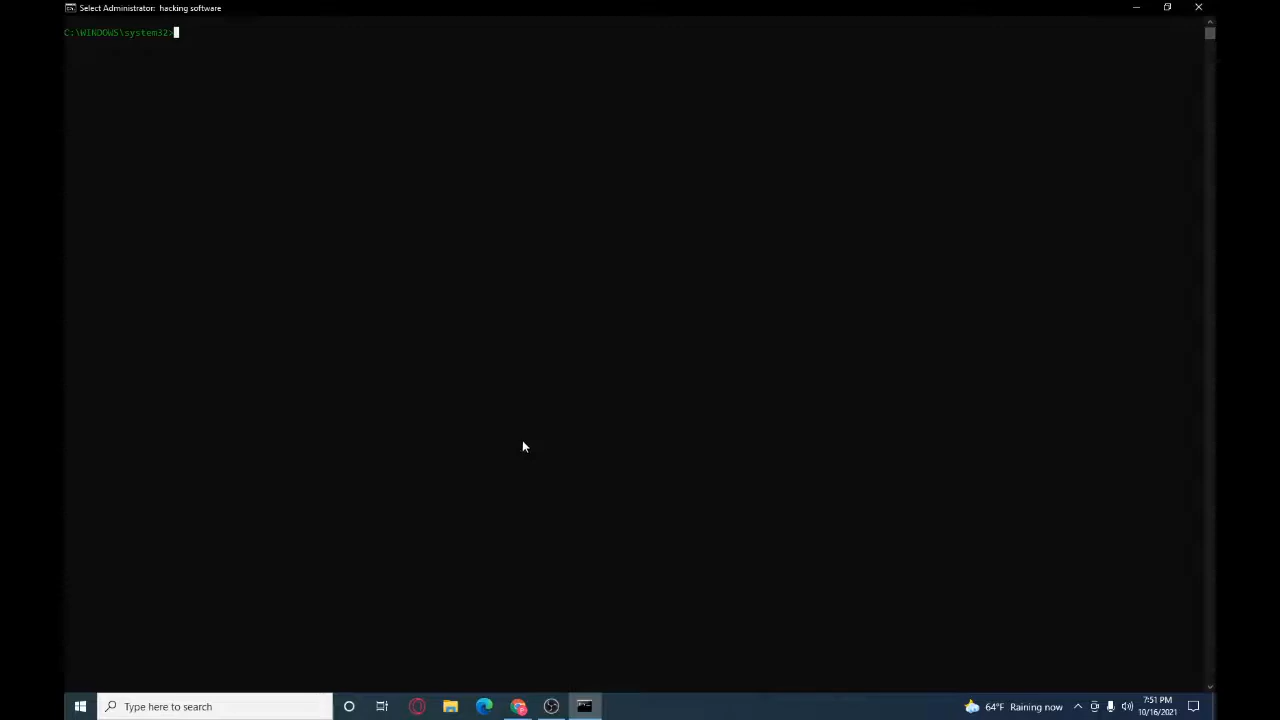 Select Administrator: hacking software
C:\WINDOWS\system32>
Type here to search
64°F Raining now
7:51 PM
10/16/2021